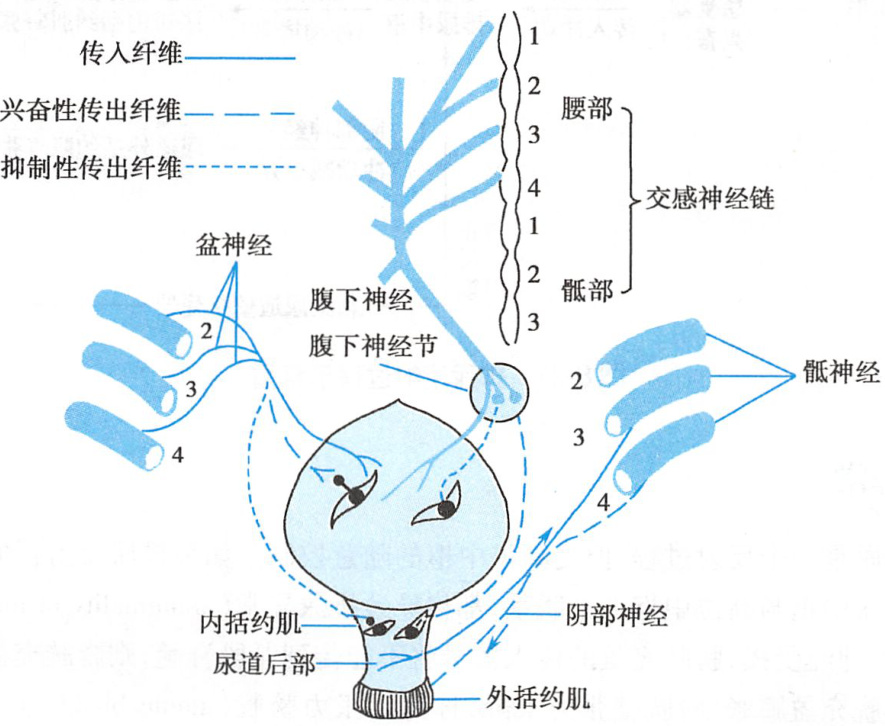 传入纤维
兴奋性传出纤维
抑制性传出纤维
1
2
3
4
1
2
3
腰部
骶部
交感神经链
盆神经
2
3
4
腹下神经
腹下神经节
2
3
4
骶神经
内括约肌
尿道后部
阴部神经
外括约肌